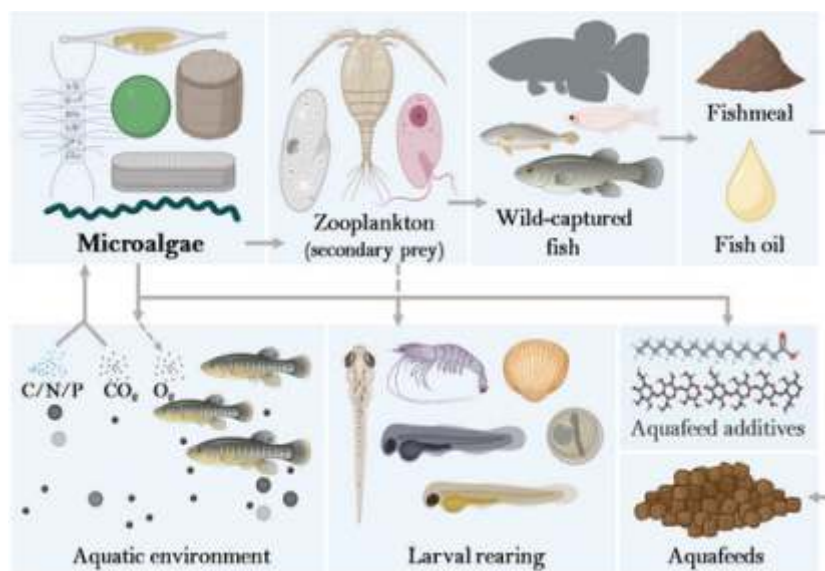 Microalgae
Zooplankton
(secondary prey)
Wild-captured
fish
Fishmeal
Fish oil
C/N/P
CO₂
O₂
Aquatic environment
Larval rearing
Aquafeed additives
Aquafeeds